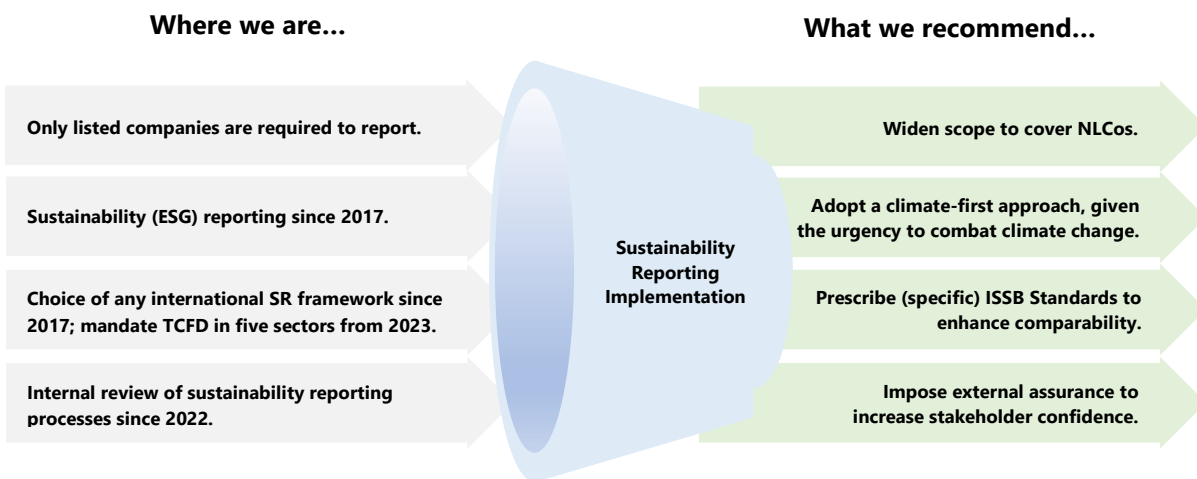 Where we are...
Only listed companies are required to report.
Sustainability (ESG) reporting since 2017.
Choice of any international SR framework since
2017; mandate TCFD in five sectors from 2023.
Internal review of sustainability reporting
processes since 2022.
Sustainability
Reporting
Implementation
What we recommend...
Widen scope to cover NLCos.
Adopt a climate-first approach, given
the urgency to combat climate change.
Prescribe (specific) ISSB Standards to
enhance comparability.
Impose external assurance to
increase stakeholder confidence.